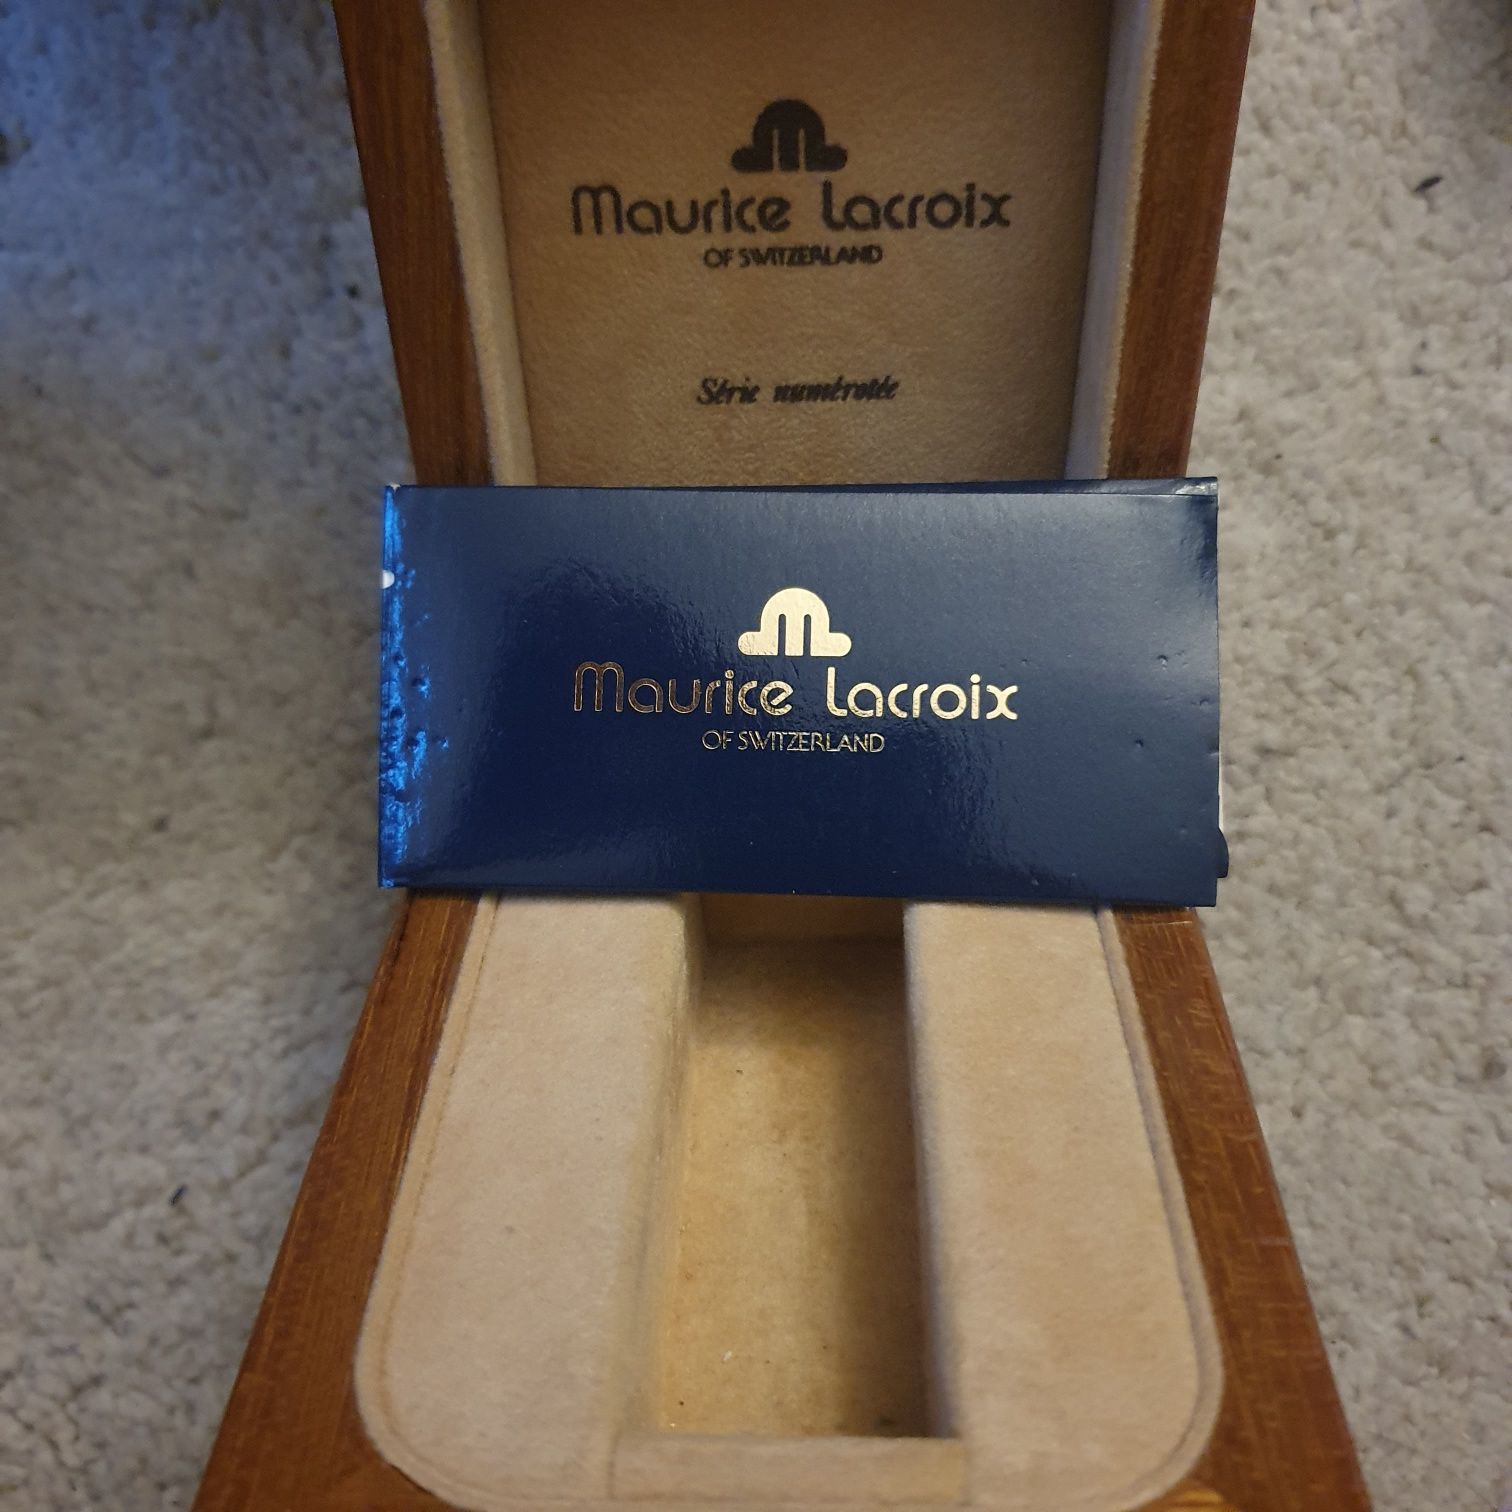 Maurice Lacroix
OF SWITZERLAND
Série numérotée
Maurice Lacroix
OF SWITZERLAND